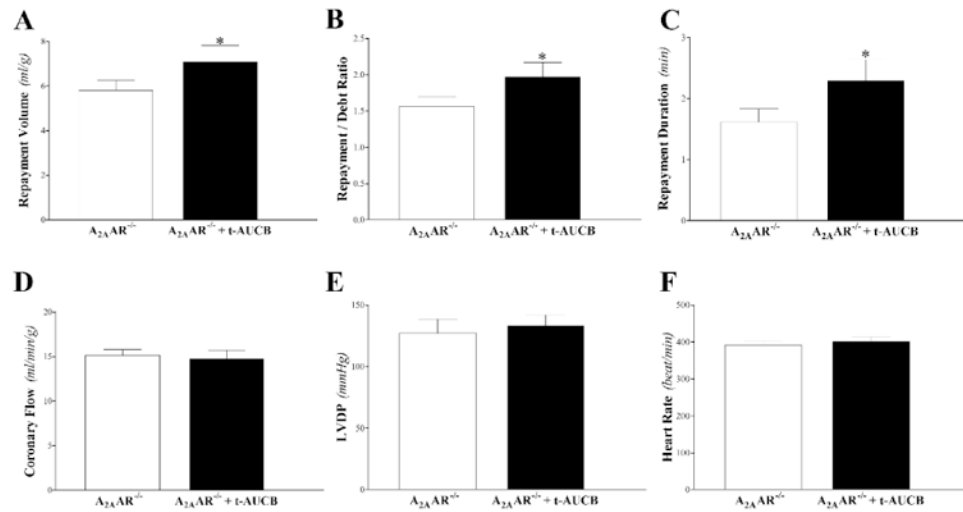 A
B
C
Repayment Volume (ml/g)
8
6
4
2
0
*
A₂ₐAR⁻/⁻
A₂ₐAR⁻/⁻ + t-AUCB
Repayment / Debt Ratio
2.5
2.0
1.5
1.0
0.5
0.0
*
A₂ₐAR⁻/⁻
A₂ₐAR⁻/⁻ + t-AUCB
Repayment Duration (min)
3
2
1
0
*
A₂ₐAR⁻/⁻
A₂ₐAR⁻/⁻ + t-AUCB
D
E
F
Coronary Flow (ml/min/g)
20
15
10
5
0
A₂ₐAR⁻/⁻
A₂ₐAR⁻/⁻ + t-AUCB
LVDP (mmHg)
150
100
50
0
A₂ₐAR⁻/⁻
A₂ₐAR⁻/⁻ + t-AUCB
Heart Rate (beat/min)
500
400
300
200
100
0
A₂ₐAR⁻/⁻
A₂ₐAR⁻/⁻ + t-AUCB